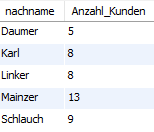 nachname Anzahl_Kunden
Daumer 5
Karl 8
Linker 8
Mainzer 13
Schlauch 9